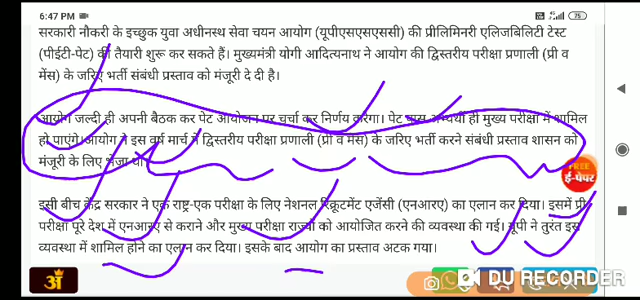 6:47 PM
75
सरकारी नौकरी के इच्छुक युवा अधीनस्थ सेवा चयन आयोग (यूपीएसएसएससी) की प्रीलिमिनरी एलिजबिलिटी टेस्ट
(पीईटी-पेट) की तैयारी शुरू कर सकते हैं। मुख्यमंत्री योगी आदित्यनाथ ने आयोग की द्विस्तरीय परीक्षा प्रणाली (प्री व
मेंस) के जरिए भर्ती संबंधी प्रस्ताव को मंजूरी दे दी है।
आयोग जल्दी ही अपनी बैठक कर पेट आयोजन पर चर्चा कर निर्णय करेगा। पेट पास अभ्यर्थी ही मुख्य परीक्षा में शामिल
हो पाएंगे। आयोग ने इस वर्ष मार्च में द्विस्तरीय परीक्षा प्रणाली (प्री व मेंस) के जरिए भर्ती करने संबंधी प्रस्ताव शासन को
मंजूरी के लिए भेजा था।
इसी बीच केंद्र सरकार ने एक राष्ट्र-एक परीक्षा के लिए नेशनल रिक्रूटमेंट एजेंसी (एनआरए) का एलान कर दिया। इसमें प्री
परीक्षा पूरे देश में एनआरए से कराने और मुख्य परीक्षा राज्यों को आयोजित करने की व्यवस्था की गई। यूपी ने तुरंत इस
व्यवस्था में शामिल होने का एलान कर दिया। इसके बाद आयोग का प्रस्ताव अटक गया।
FREE
ई-पेपर
अ
DU RECORDER